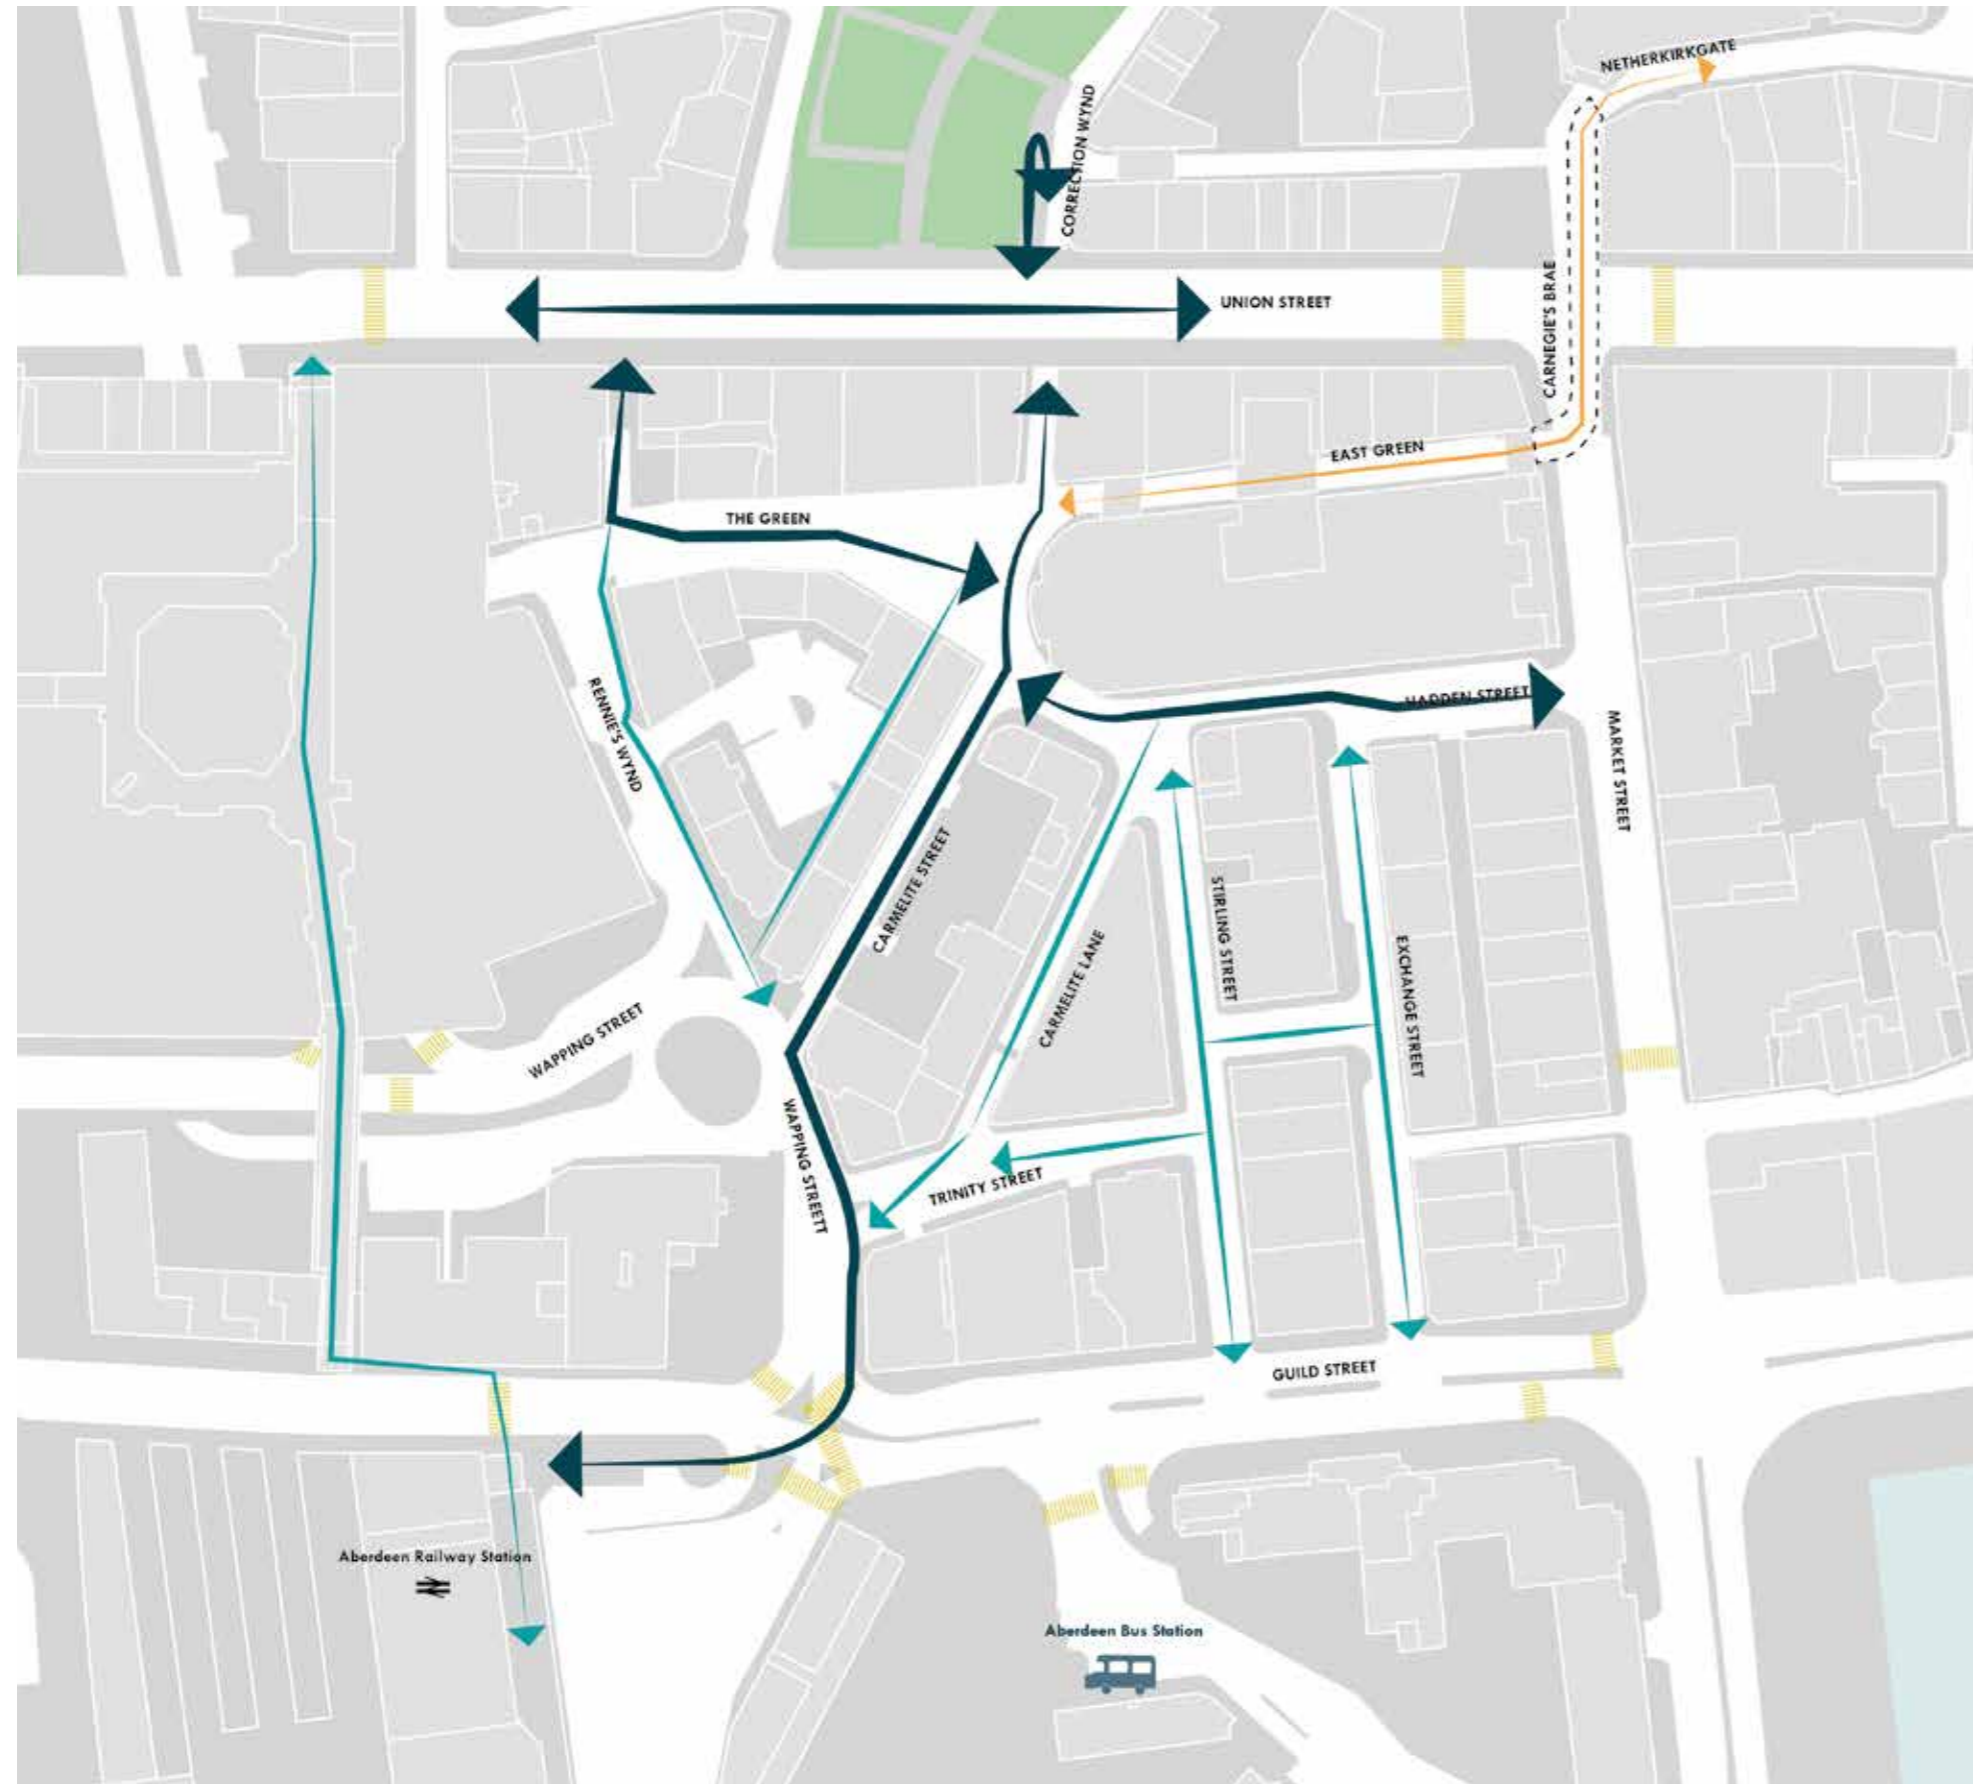 NETHERKIRKGATE
CORRECTION WYND
UNION STREET
CARNEGIE'S BRAE
EAST GREEN
THE GREEN
RENNIE'S WYND
HADDEN STREET
MARKET STREET
CARMELITE STREET
STIRLING STREET
CARMELITE LANE
EXCHANGE STREET
WAPPING STREET
WAPPING STREETT
TRINITY STREET
GUILD STREET
Aberdeen Railway Station
Aberdeen Bus Station